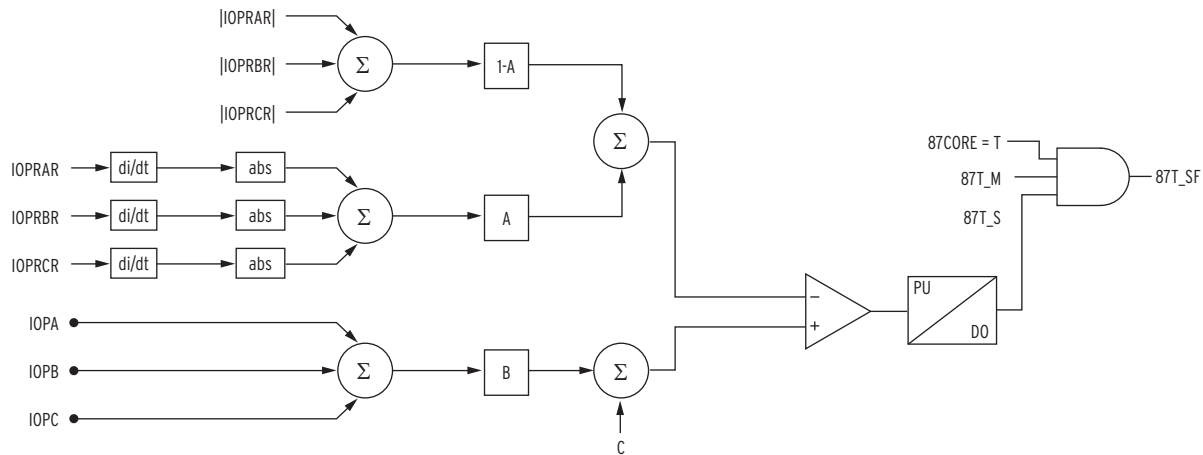 |IOPRAR|
|IOPRBR|
|IOPRCR|
Σ
1-A
IOPRAR
di/dt
abs
IOPRBR
di/dt
abs
IOPRCR
di/dt
abs
Σ
A
Σ
IOPA
IOPB
IOPC
Σ
B
Σ
C
−
+
PU
DO
87CORE = T
87T_M
87T_S
87T_SF